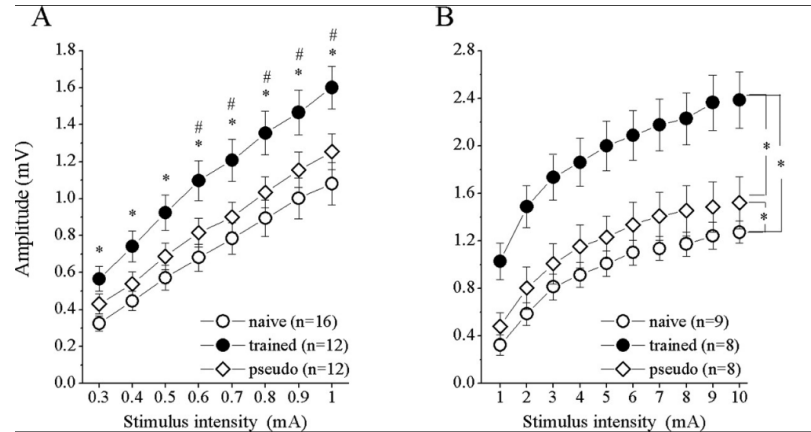 A
# # # # #
* * * * * * * *
Amplitude (mV)
1.8
1.6
1.4
1.2
1.0
0.8
0.6
0.4
0.2
0.0
naive (n=16)
trained (n=12)
pseudo (n=12)
0.3 0.4 0.5 0.6 0.7 0.8 0.9 1
Stimulus intensity (mA)
B
2.8
2.4
2.0
1.6
1.2
0.8
0.4
0.0
* * *
naive (n=9)
trained (n=8)
pseudo (n=8)
1 2 3 4 5 6 7 8 9 10
Stimulus intensity (mA)